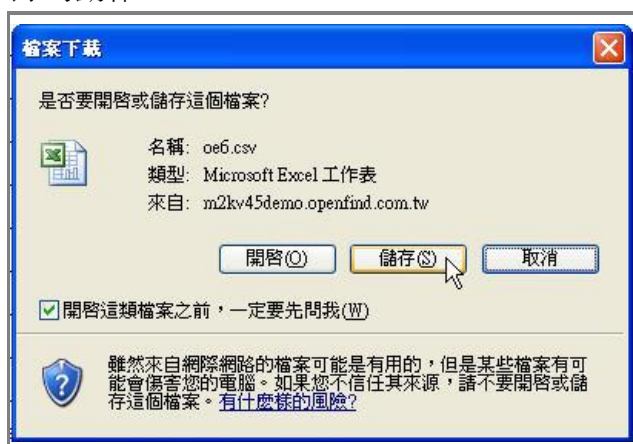 檔案下載
是否要開啓或儲存這個檔案?
名稱: oe6.csv
類型: Microsoft Excel 工作表
來自: m2kv45demo.openfind.com.tw
開啓(O)
儲存(S)
取消
開啓這類檔案之前，一定要先問我(W)
雖然來自網際網路的檔案可能是有用的，但是某些檔案有可
能會傷害您的電腦。如果您不信任其來源，請不要開啓或儲
存這個檔案。有什麼樣的風險?